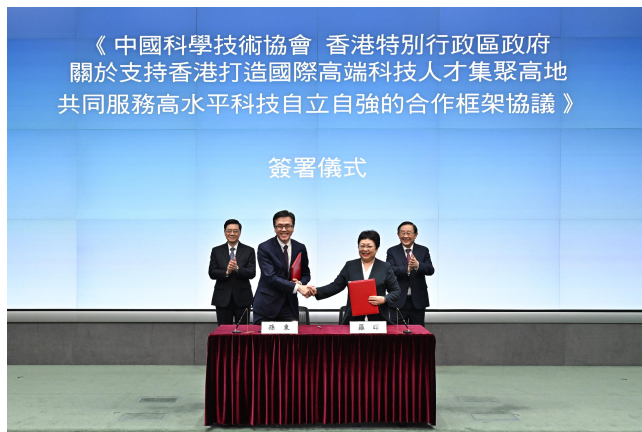 《 中國科學技術協會 香港特別行政區政府
關於支持香港打造國際高端科技人才集聚高地
共同服務高水平科技自立自強的合作框架協議 》
簽署儀式
孫 東